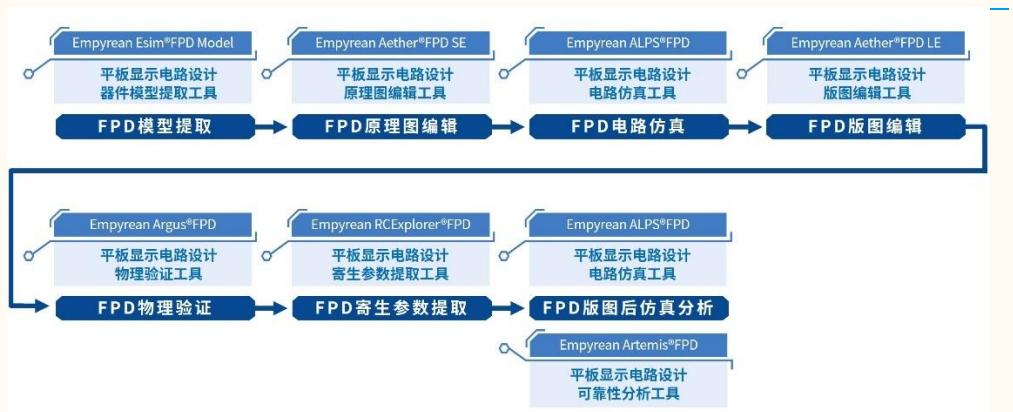 Empyrean Esim®FPD Model
平板显示电路设计
器件模型提取工具
FPD模型提取
Empyrean Aether®FPD SE
平板显示电路设计
原理图编辑工具
FPD原理图编辑
Empyrean ALPS®FPD
平板显示电路设计
电路仿真工具
FPD电路仿真
Empyrean Aether®FPD LE
平板显示电路设计
版图编辑工具
FPD版图编辑
Empyrean Argus®FPD
平板显示电路设计
物理验证工具
FPD物理验证
Empyrean RCExplorer®FPD
平板显示电路设计
寄生参数提取工具
FPD寄生参数提取
Empyrean ALPS®FPD
平板显示电路设计
电路仿真工具
FPD版图后仿真分析
Empyrean Artemis®FPD
平板显示电路设计
可靠性分析工具